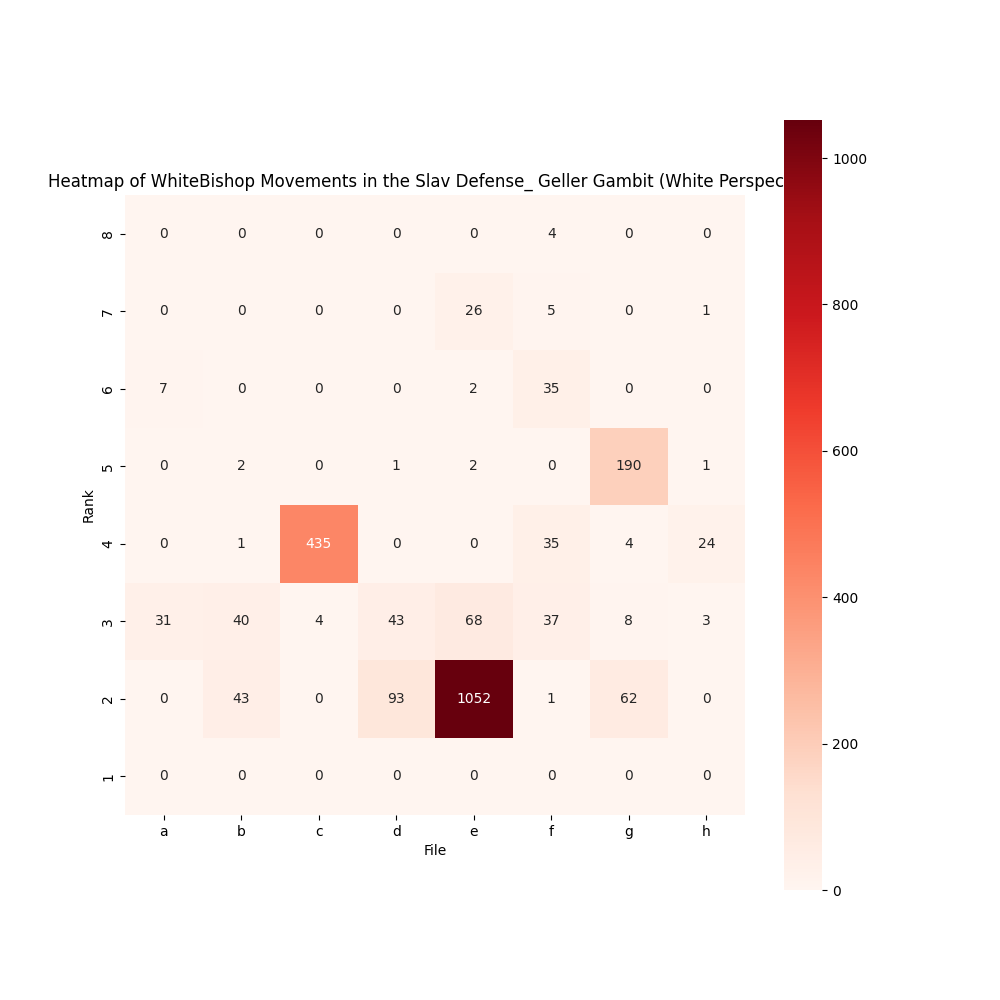 Heatmap of WhiteBishop Movements in the Slav Defense_ Geller Gambit (White Perspec
1000
800
600
400
200
0
Rank
8 0 0 0 0 0 4 0 0
7 0 0 0 0 26 5 0 1
6 7 0 0 0 2 35 0 0
5 0 2 0 1 2 0 190 1
4 0 1 435 0 0 35 4 24
3 31 40 4 43 68 37 8 3
2 0 43 0 93 1052 1 62 0
1 0 0 0 0 0 0 0 0
a b c d e f g h
File